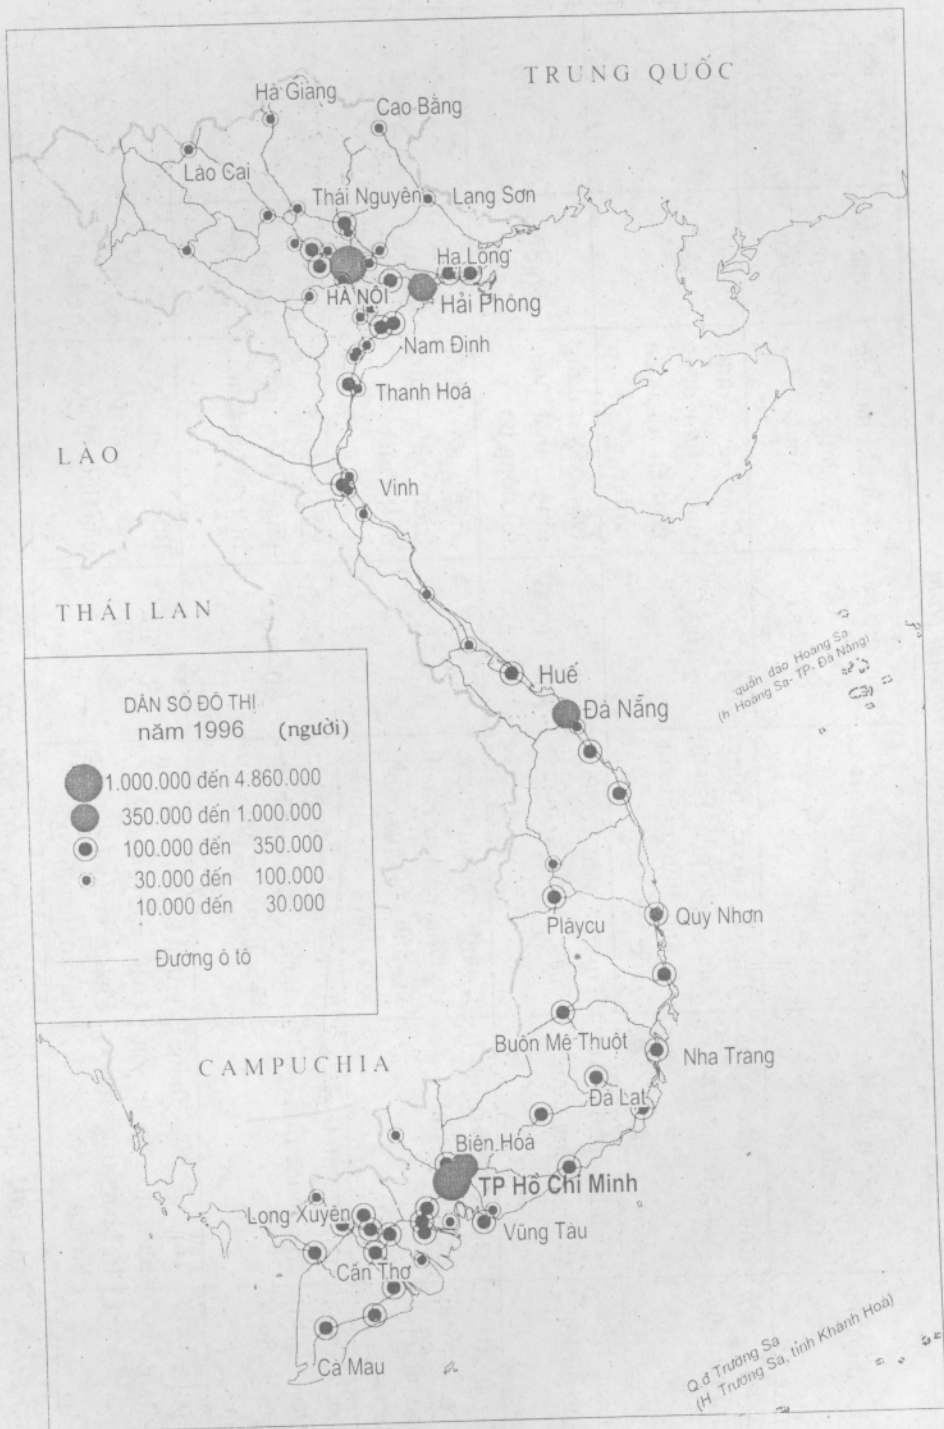 TRUNG QUỐC
Hà Giang
Cao Bằng
Lào Cai
Thái Nguyên
Lạng Sơn
Hạ Long
HÀ NỘI
Hải Phòng
Nam Định
Thanh Hoá
LÀO
Vinh
THÁI LAN
Huế
quần đảo Hoàng Sa
(h. Hoàng Sa- TP. Đà Nẵng)
Đà Nẵng
DÂN SỐ ĐÔ THỊ
năm 1996 (người)
1.000.000 đến 4.860.000
350.000 đến 1.000.000
100.000 đến 350.000
30.000 đến 100.000
10.000 đến 30.000
Đường ô tô
Plâycu
Quy Nhơn
CAMPUCHIA
Buôn Mê Thuột
Nha Trang
Đà Lạt
Biên Hoà
TP Hồ Chí Minh
Long Xuyên
Vũng Tàu
Cần Thơ
Cà Mau
Q.đ Trường Sa
(H. Trường Sa, tỉnh Khánh Hoà)